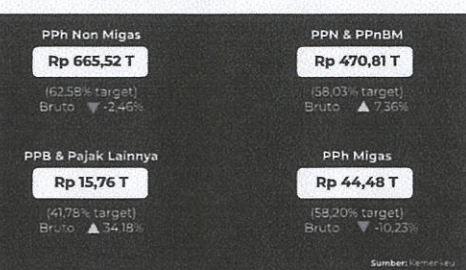 PPh Non Migas
Rp 665,52 T
(62,58% target)
Bruto ▼ -2,46%
PPN & PPnBM
Rp 470,81 T
(58,03% target)
Bruto ▲ 7,36%
PPB & Pajak Lainnya
Rp 15,76 T
(41,78% target)
Bruto ▲ 34,18%
PPh Migas
Rp 44,48 T
(58,20% target)
Bruto ▼ -10,23%
Sumber: Kemenkeu